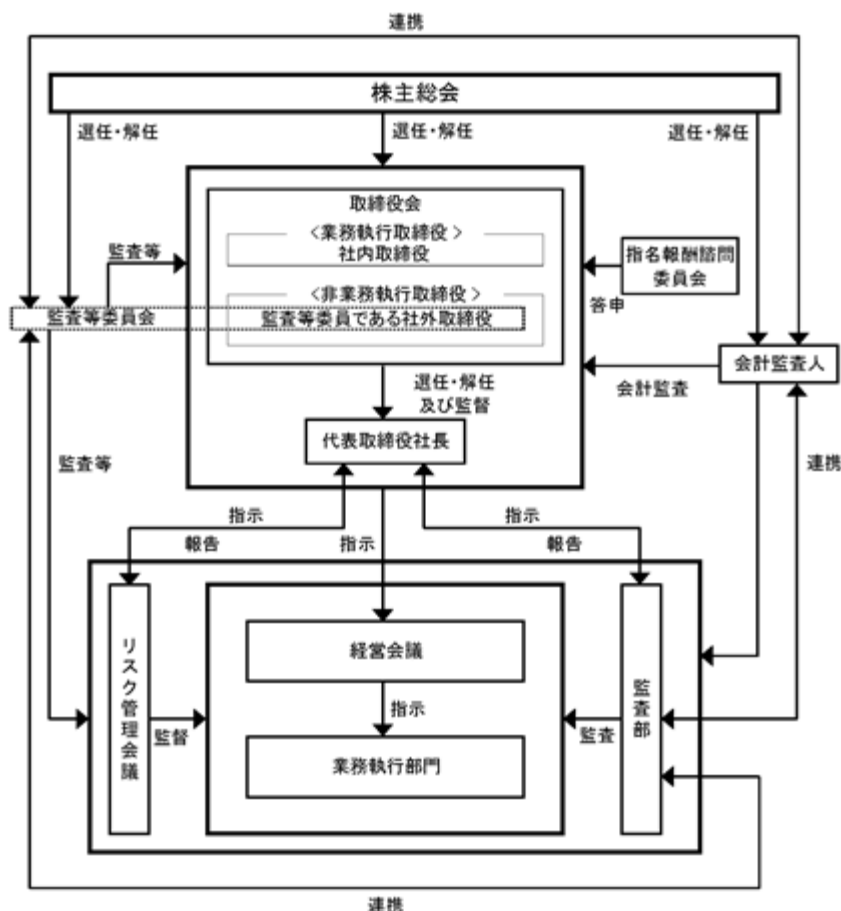 連携
株主総会
選任・解任
選任・解任
選任・解任
取締役会
＜業務執行取締役＞
社内取締役
監査等
指名報酬諮問
委員会
答申
＜非業務執行取締役＞
監査等委員会
監査等委員である社外取締役
会計監査人
会計監査
選任・解任
及び監督
代表取締役社長
監査等
連携
指示
報告
指示
指示
報告
リスク管理会議
経営会議
監査部
指示
監督
監査
業務執行部門
連携